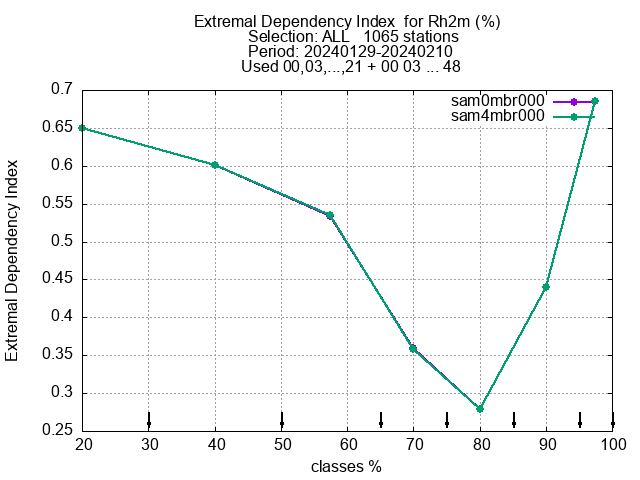 Extremal Dependency Index  for Rh2m (%)
Selection: ALL   1065 stations
Period: 20240129-20240210
Used 00,03,...,21 + 00 03 ... 48
sam0mbr000
sam4mbr000
0.7
0.65
0.6
0.55
0.5
0.45
0.4
0.35
0.3
0.25
Extremal Dependency Index
20 30 40 50 60 70 80 90 100
classes %